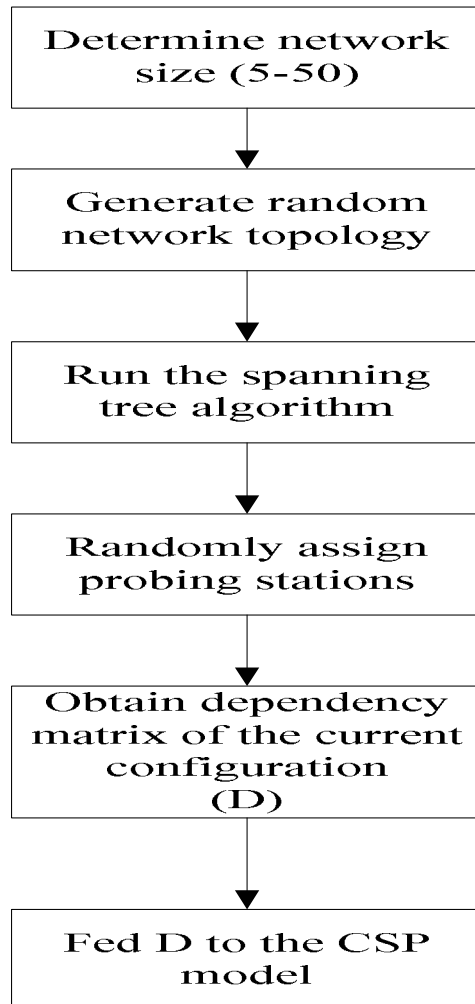 Determine network
size (5-50)
Generate random
network topology
Run the spanning
tree algorithm
Randomly assign
probing stations
Obtain dependency
matrix of the current
configuration
(D)
Fed D to the CSP
model